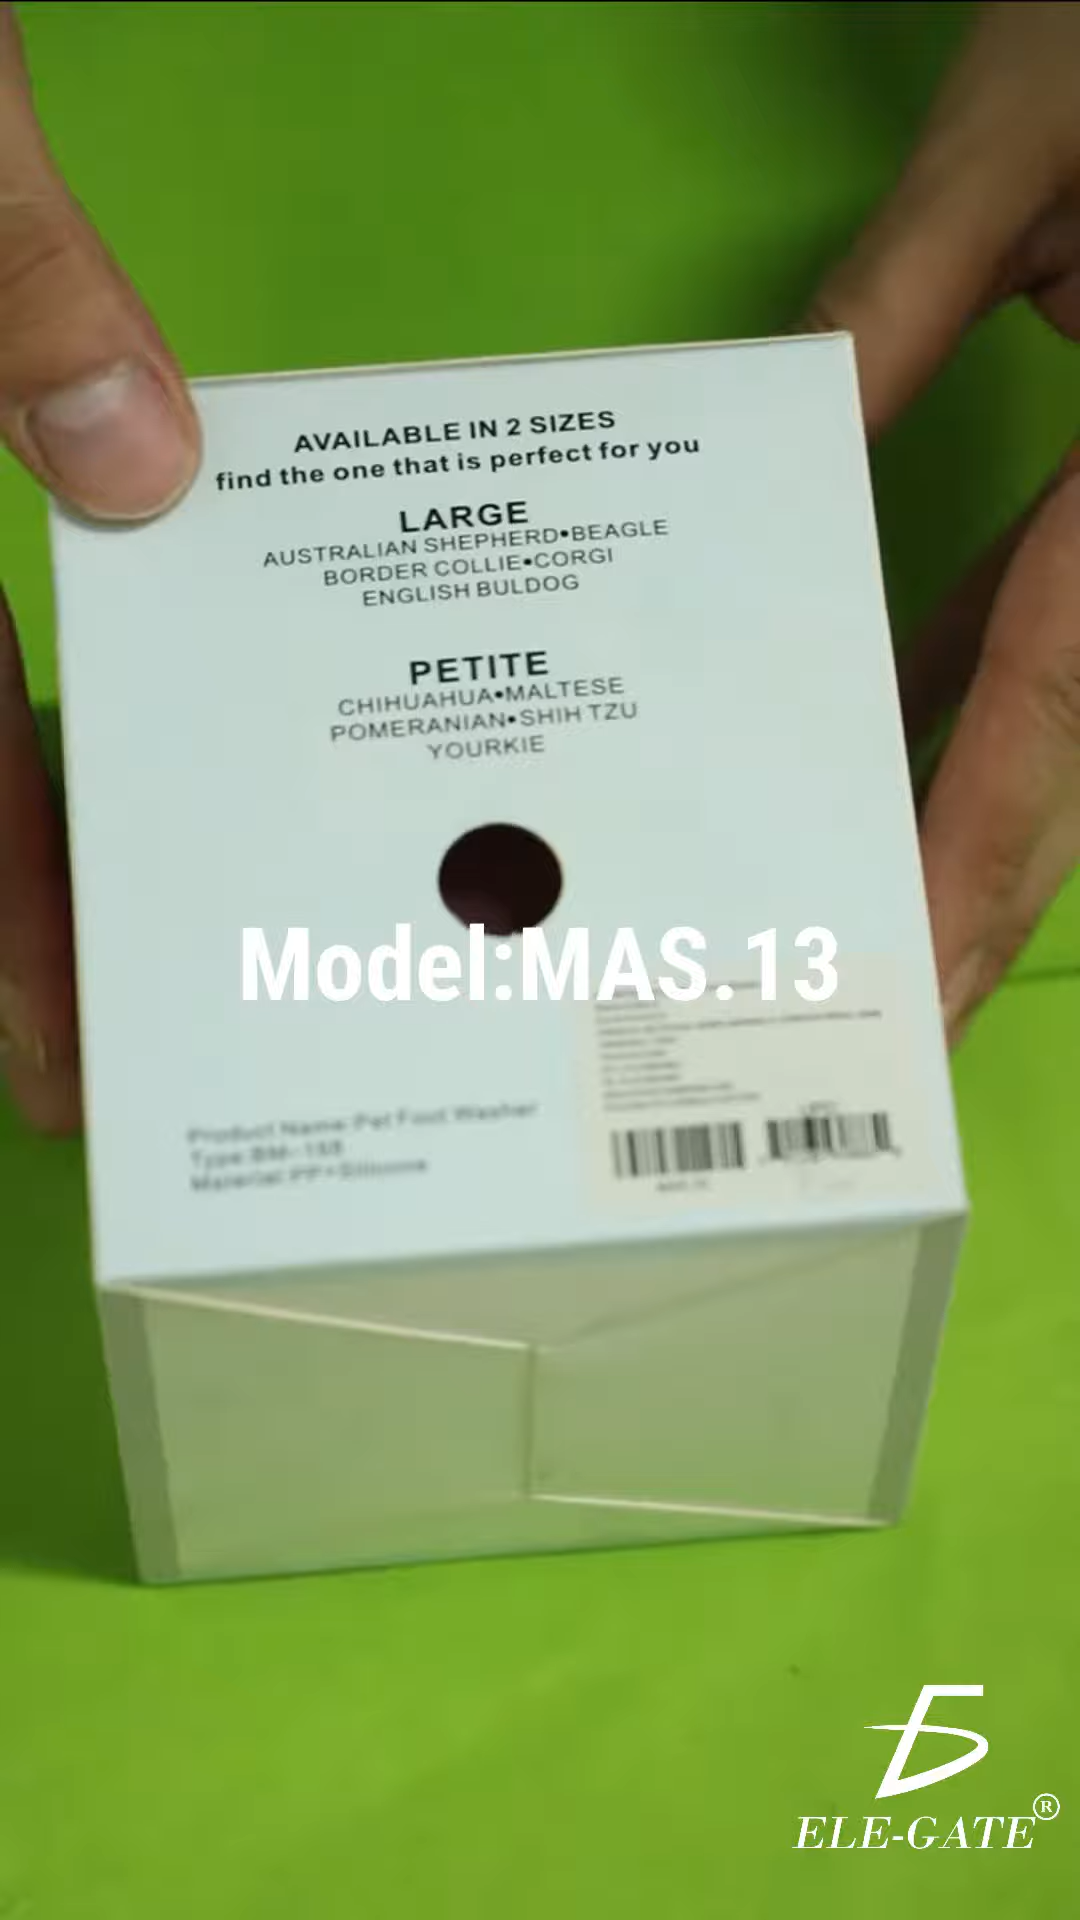 AVAILABLE IN 2 SIZES
find the one that is perfect for you
LARGE
AUSTRALIAN SHEPHERD•BEAGLE
BORDER COLLIE•CORGI
ENGLISH BULDOG
PETITE
CHIHUAHUA•MALTESE
POMERANIAN•SHIH TZU
YOURKIE
Model:MAS.13
Product Name:Pet Foot Washer
Type:BM-
Material:PP+Silicone
ELE-GATE®